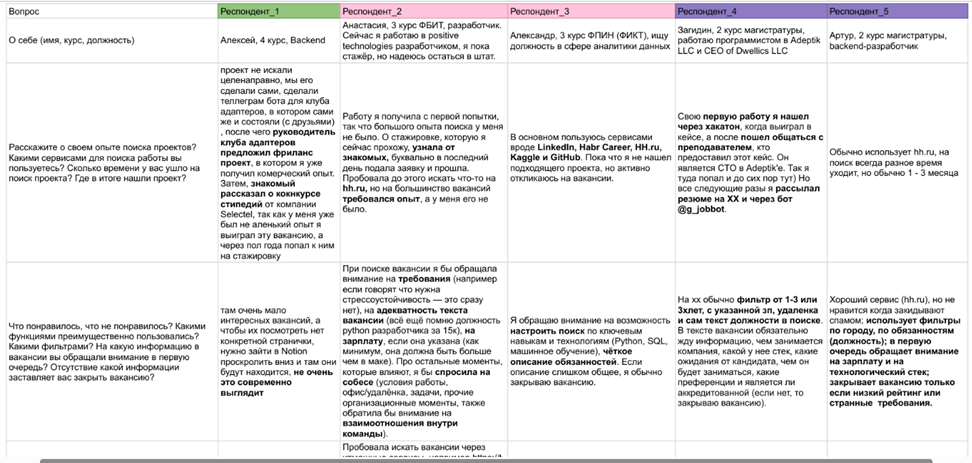 Вопрос
Респондент_1
Респондент_2
Респондент_3
Респондент_4
Респондент_5
О себе (имя, курс, должность)
Алексей, 4 курс, Backend
Анастасия, 3 курс ФБИТ, разработчик.
Сейчас я работаю в positive
technologies разработчиком, я пока
стажёр, но надеюсь остаться в штат.
Александр, 3 курс ФПИН (ФИКТ), ищу
должность в сфере аналитики данных
Загидин, 2 курс магистратуры,
работаю программистом в Adeptik
LLC и CEO of Dwellics LLC
Артур, 2 курс магистратуры,
backend-разработчик
Расскажите о своем опыте поиска проектов?
Какими сервисами для поиска работы вы
пользуетесь? Сколько времени у вас ушло на
поиск проекта? Где в итоге нашли проект?
проект не искали
целенаправно, мы его
сделали сами, сделали
теллеграм бота для клуба
адаптеров, в котором сами
же и состояли (с друзьями)
, после чего руководитель
клуба адаптеров
предложил фриланс
проект, в котором я уже
получил комерческий опыт.
Затем, знакомый
рассказал о кокнкурсе
стипедий от компании
Selectel, так как у меня уже
был не аленький опыт я
выиграл эту вакансию, а
через пол года попал к ним
на стажировку
Работу я получила с первой попытки,
так что большого опыта поиска у меня
не было. О стажировке, которую я
сейчас прохожу, узнала от
знакомых, буквально в последний
день подала заявку и прошла.
Пробовала до этого искать что-то на
hh.ru, но на большинство вакансий
требовался опыт, а у меня его не
было.
В основном пользуюсь сервисами
вроде LinkedIn, Habr Career, HH.ru,
Kaggle и GitHub. Пока что я не нашел
подходящего проекта, но активно
откликаюсь на вакансии.
Свою первую работу я нашел
через хакатон, когда выиграл в
кейсе, а после пошел общаться с
преподавателем, кто
предоставил этот кейс. Он
является СТО в Adeptik'e. Так я
туда попал и до сих пор тут) Но
все следующие разы я рассылал
резюме на ХХ и через бот
@g_jobbot.
Обычно использует hh.ru, на
поиск всегда разное время
уходит, но обычно 1 - 3 месяца
Что понравилось, что не понравилось? Какими
функциями преимущественно пользовались?
Какими фильтрами? На какую информацию в
вакансии вы обращали внимание в первую
очередь? Отсутствие какой информации
заставляет вас закрыть вакансию?
там очень мало
интересных вакансий, а
чтобы их посмотреть нет
конкретной странички,
нужно зайти в Notion
проскролить вниз и там они
будут находится, не очень
это современно
выглядит
При поиске вакансии я бы обращала
внимание на требования (например
если говорят что нужна
стрессоустойчивость — это сразу
нет), на адекватность текста
вакансии (всё ещё помню должность
python разработчика за 15к), на
зарплату, если она указана (как
минимум, она должна быть больше
чем в маке). Про остальные моменты,
которые влияют, я бы спросила на
собесе (условия работы,
офис/удалёнка, задачи, прочие
организационные моменты, также
обратила бы внимание на
взаимоотношения внутри
команды).
Я обращаю внимание на возможность
настроить поиск по ключевым
навыкам и технологиям (Python, SQL,
машинное обучение), чёткое
описание обязанностей. Если
описание слишком общее, я обычно
закрываю вакансию.
На хх обычно фильтр от 1-3 или
3хлет, с указанной зп, удаленка
и сам текст должности в поиске.
В тексте вакансии обязательно
жду информацию, чем занимается
компания, какой у нее стек, какие
ожидания от кандидата, чем он
будет заниматься, какие
преференции и является ли
аккредитованной (если нет, то
закрываю вакансию).
Хороший сервис (hh.ru), но не
нравится когда закидывают
спамом; использует фильтры
по городу, по обязанностям
(должность); в первую
очередь обращает внимание
на зарплату и на
технологический стек;
закрывает вакансию только
если низкий рейтинг или
странные требования.
Пробовала искать вакансии через